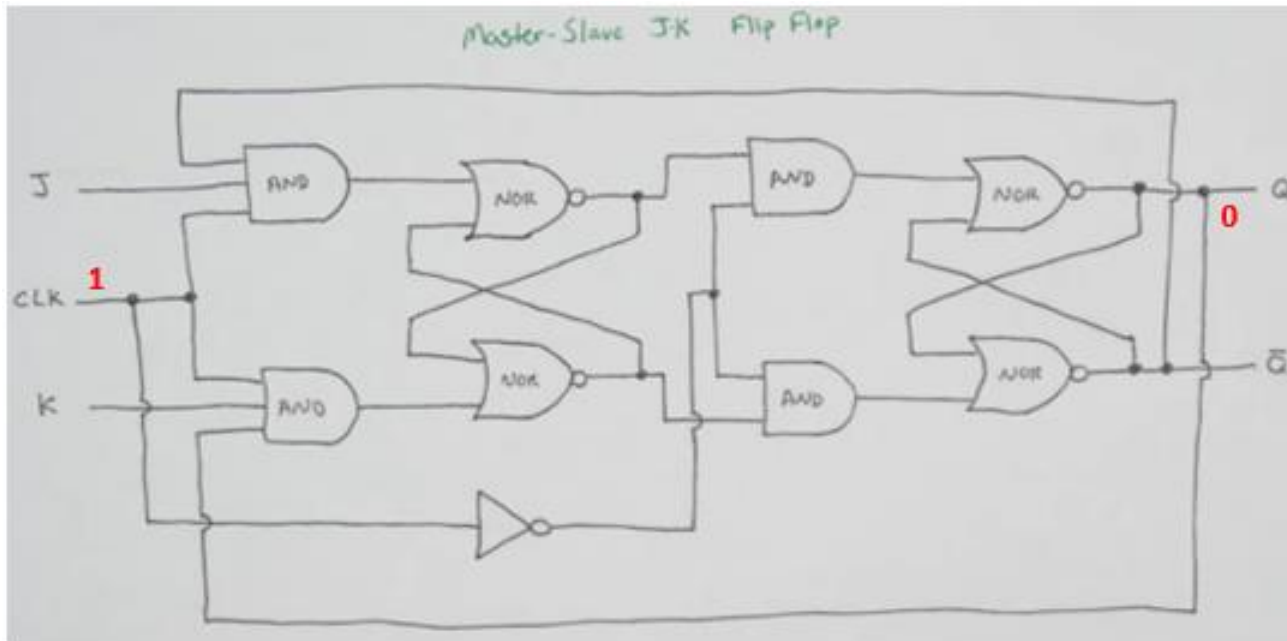 Master-Slave J-K Flip Flop
AND
NOR
AND
NOR
J
Q
0
1
CLK
NOR
AND
NOR
Q̅
K
AND